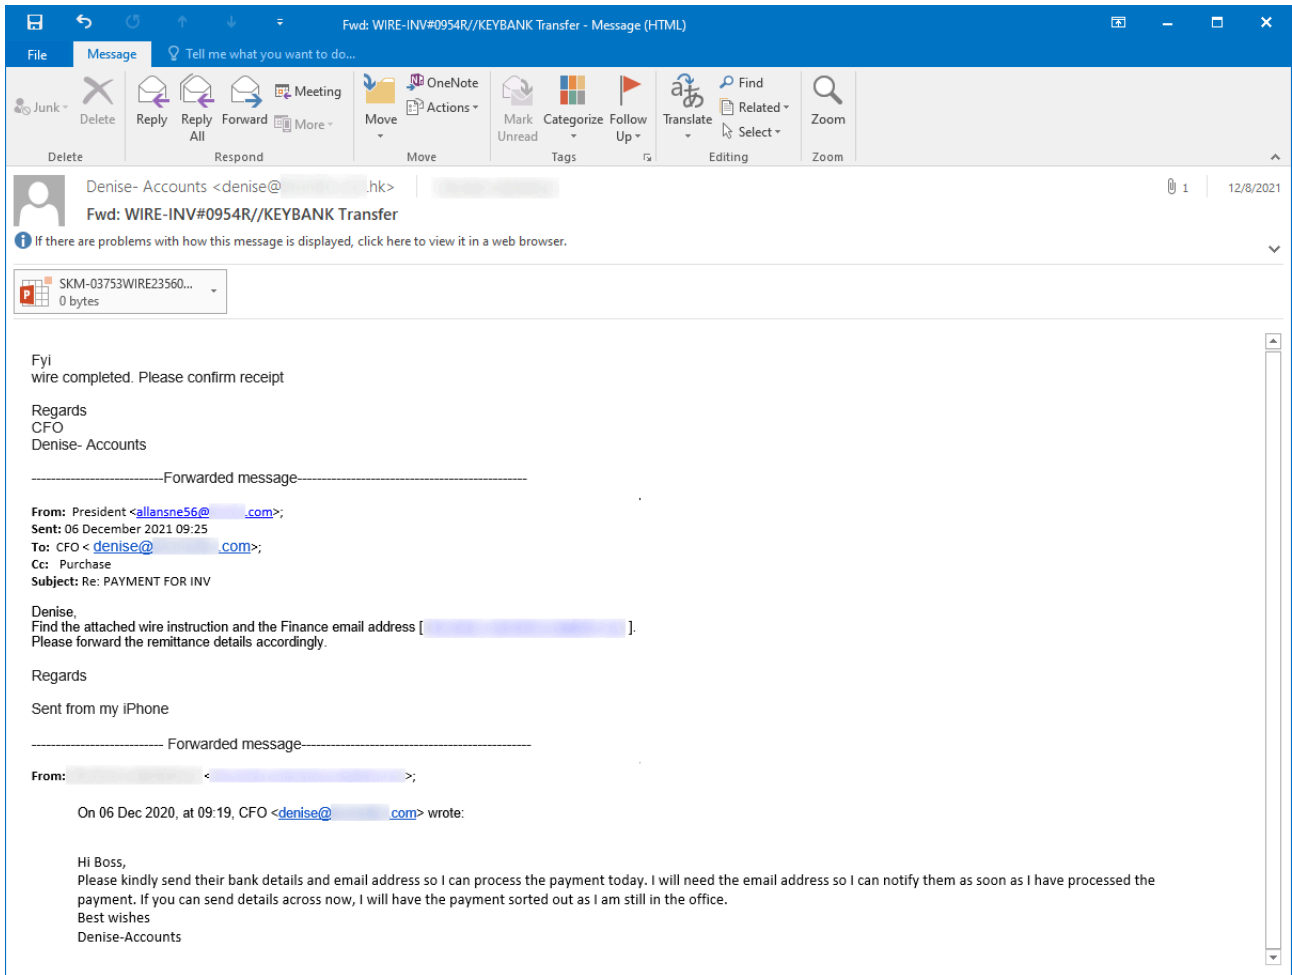 Fwd: WIRE-INV#0954R//KEYBANK Transfer - Message (HTML)
File Message Tell me what you want to do...
Junk
Delete
Reply
Reply All
Forward
Meeting
More
Move
OneNote
Actions
Mark Unread
Categorize
Follow Up
Translate
Find
Related
Select
Zoom
Delete Respond Move Tags Editing Zoom
Denise- Accounts <denise@ .hk> 1 12/8/2021
Fwd: WIRE-INV#0954R//KEYBANK Transfer
If there are problems with how this message is displayed, click here to view it in a web browser.
SKM-03753WIRE23560...
0 bytes
Fyi
wire completed. Please confirm receipt
Regards
CFO
Denise- Accounts
---------------------------Forwarded message-----------------------------------------------
From: President <allansne56@ .com>;
Sent: 06 December 2021 09:25
To: CFO < denise@ .com>;
Cc: Purchase
Subject: Re: PAYMENT FOR INV
Denise,
Find the attached wire instruction and the Finance email address [ ].
Please forward the remittance details accordingly.
Regards
Sent from my iPhone
--------------------------- Forwarded message-----------------------------------------------
From: < >;
On 06 Dec 2020, at 09:19, CFO <denise@ com> wrote:
Hi Boss,
Please kindly send their bank details and email address so I can process the payment today. I will need the email address so I can notify them as soon as I have processed the
payment. If you can send details across now, I will have the payment sorted out as I am still in the office.
Best wishes
Denise-Accounts